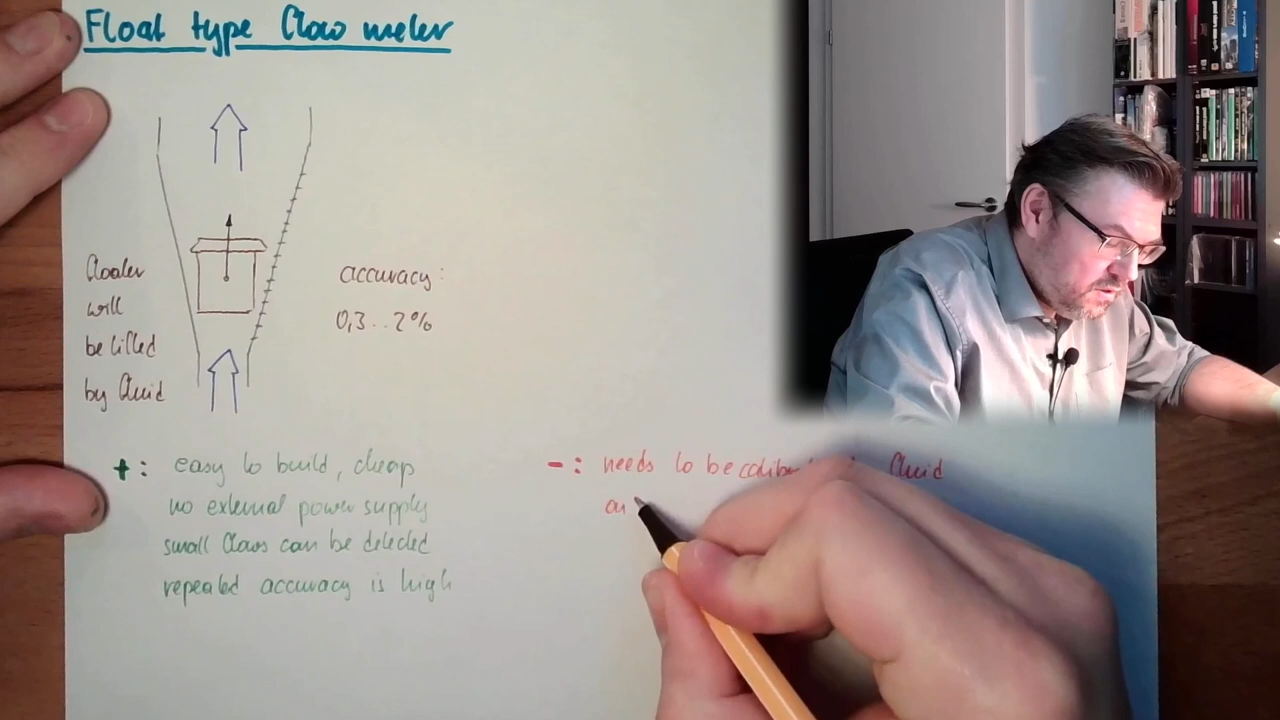 Float type flow meter
floater
will
be lifted
by fluid
accuracy:
0,3..2%
+: easy to build, cheap
no external power supply
small flows can be detected
repeated accuracy is high
-: needs to be fluid
an